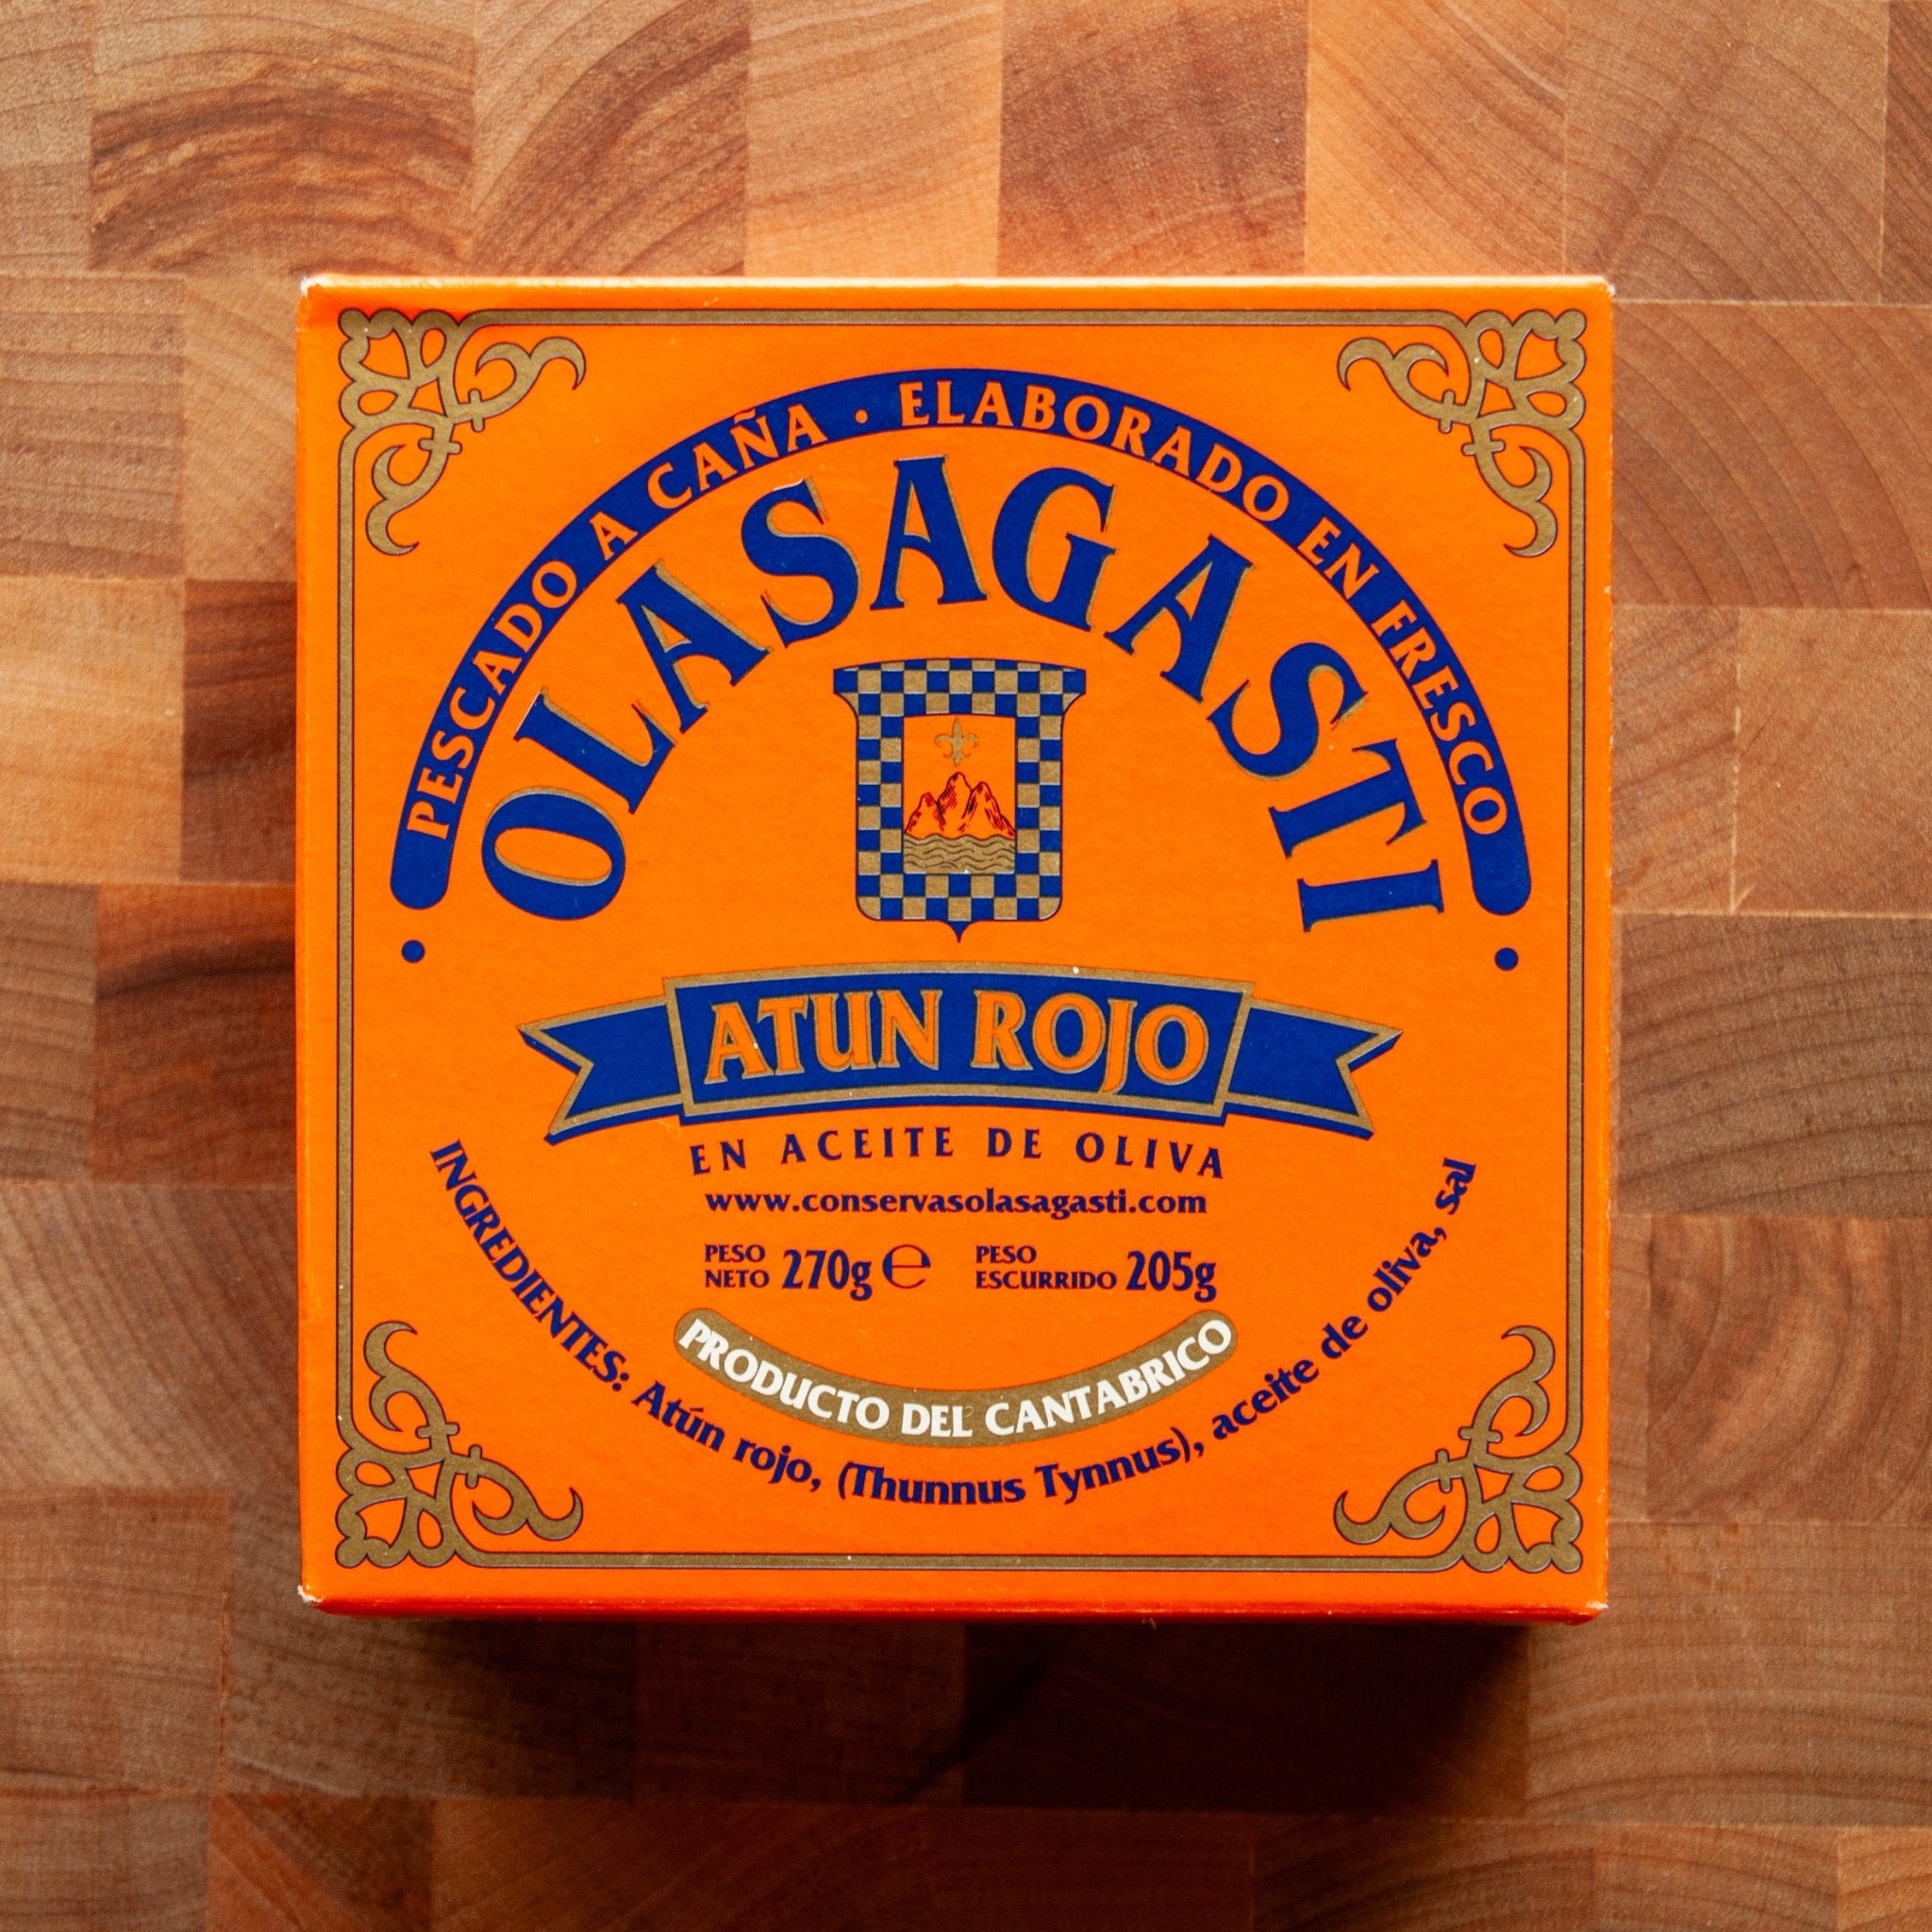 PESCADO A CAÑA · ELABORADO EN FRESCO
OLASAGASTI
ATUN ROJO
EN ACEITE DE OLIVA
www.conservasolasagasti.com
PESO NETO 270g ℮
PESO ESCURRIDO 205g
PRODUCTO DEL CANTABRICO
INGREDIENTES: Atún rojo, (Thunnus Tynnus), aceite de oliva, sal